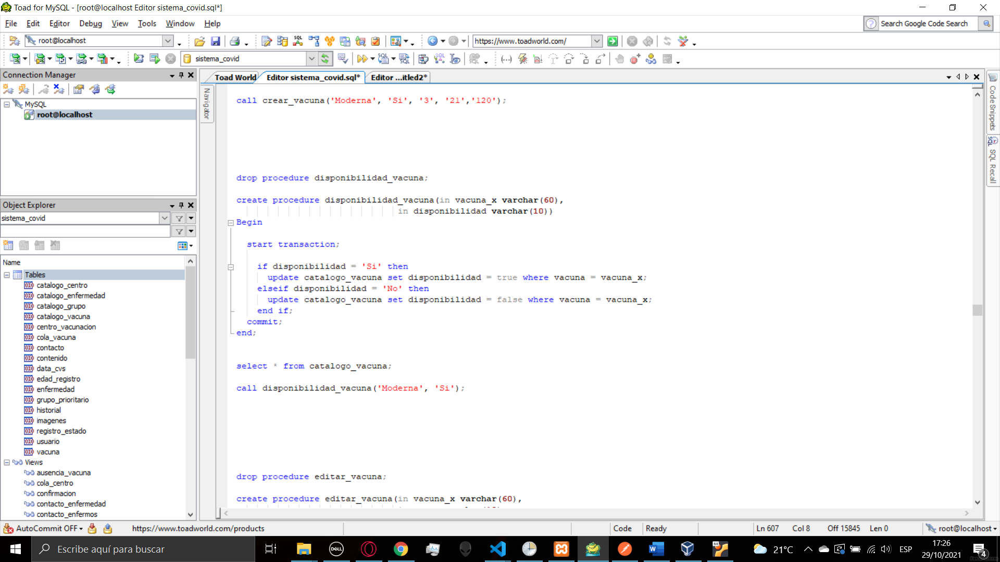 Toad for MySQL - [root@localhost Editor sistema_covid.sql*]
File Edit Editor Debug View Tools Window Help
Search Google Code Search
root@localhost
https://www.toadworld.com/
sistema_covid
Connection Manager
Toad World
Editor sistema_covid.sql*
Editor ...itled2*
MySQL
root@localhost
Navigator
Code Snippets
SQL Recall
Object Explorer
sistema_covid
Name
Tables
catalogo_centro
catalogo_enfermedad
catalogo_grupo
catalogo_vacuna
centro_vacunacion
cola_vacuna
contacto
contenido
data_cvs
edad_registro
enfermedad
grupo_prioritario
historial
imagenes
registro_estado
usuario
vacuna
Views
ausencia_vacuna
cola_centro
confirmacion
contacto_enfermedad
contacto_enfermos
call crear_vacuna('Moderna', 'Si', '3', '21','120');
drop procedure disponibilidad_vacuna;
create procedure disponibilidad_vacuna(in vacuna_x varchar(60),
in disponibilidad varchar(10))
Begin
start transaction;
if disponibilidad = 'Si' then
update catalogo_vacuna set disponibilidad = true where vacuna = vacuna_x;
elseif disponibilidad = 'No' then
update catalogo_vacuna set disponibilidad = false where vacuna = vacuna_x;
end if;
commit;
end;
select * from catalogo_vacuna;
call disponibilidad_vacuna('Moderna', 'Si');
drop procedure editar_vacuna;
create procedure editar_vacuna(in vacuna_x varchar(60),
AutoCommit OFF
https://www.toadworld.com/products
Code
Ready
Ln 607 Col 8 Off 15845 Len 0
root@localhost
Escribe aquí para buscar
DELL
21°C
ESP
17:26
29/10/2021
4